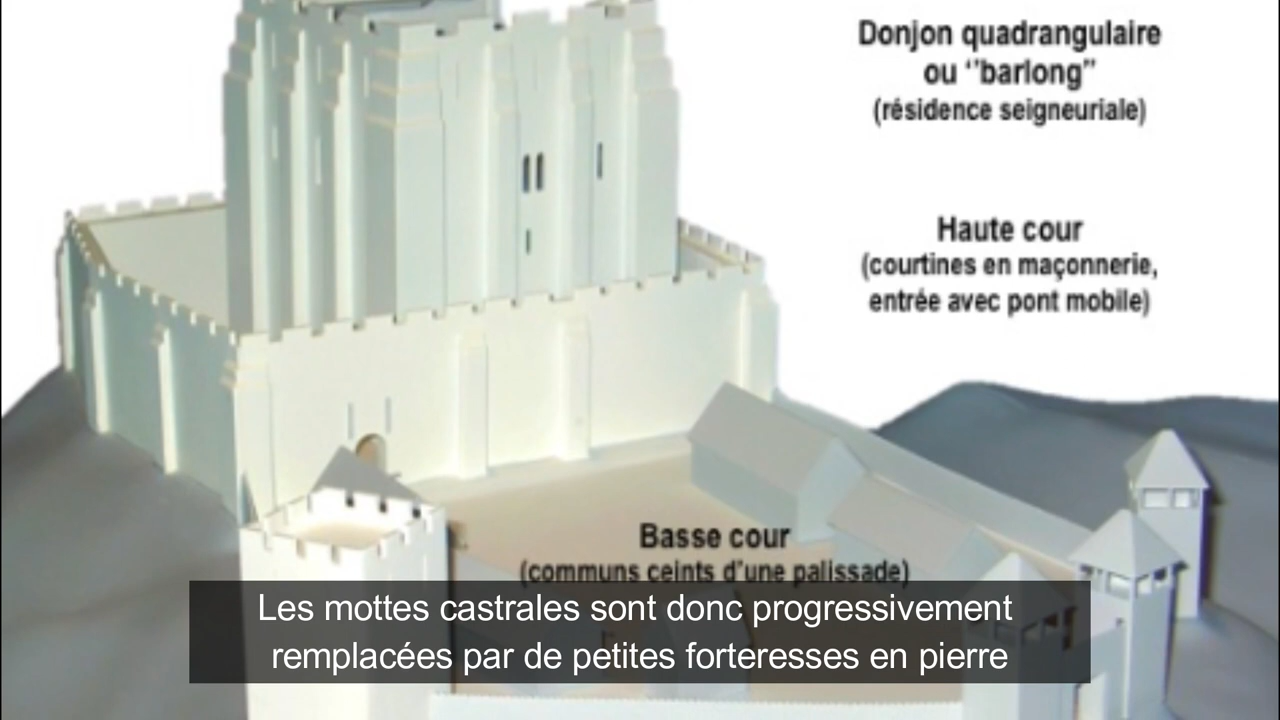 Donjon quadrangulaire
ou ‘’barlong’’
(résidence seigneuriale)
Haute cour
(courtines en maçonnerie,
entrée avec pont mobile)
Basse cour
(communs ceints d'une palissade)
Les mottes castrales sont donc progressivement
remplacées par de petites forteresses en pierre